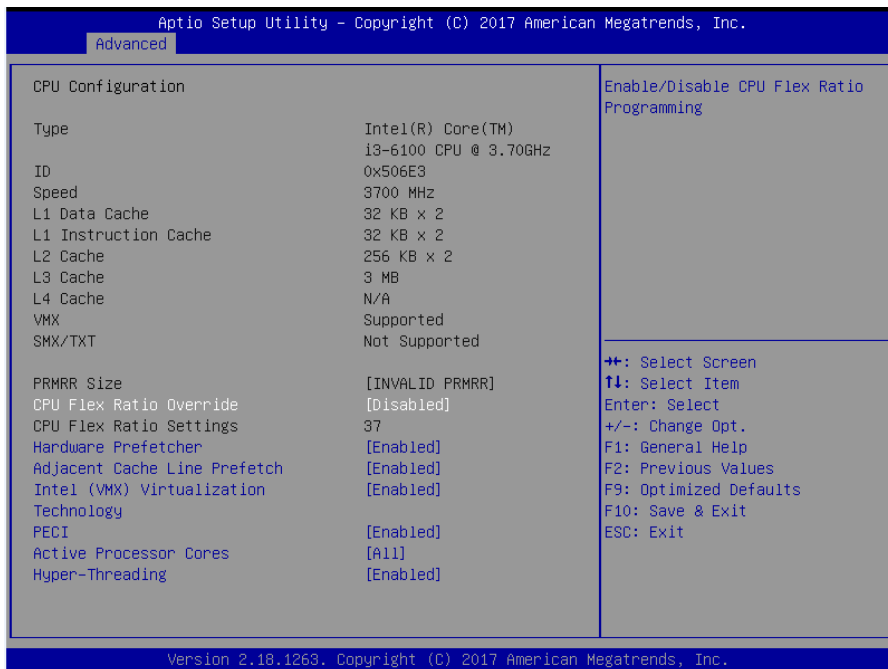 Aptio Setup Utility – Copyright (C) 2017 American Megatrends, Inc.
Advanced
CPU Configuration
Type Intel(R) Core(TM)
i3-6100 CPU @ 3.70GHz
ID 0x506E3
Speed 3700 MHz
L1 Data Cache 32 KB x 2
L1 Instruction Cache 32 KB x 2
L2 Cache 256 KB x 2
L3 Cache 3 MB
L4 Cache N/A
VMX Supported
SMX/TXT Not Supported
PRMRR Size [INVALID PRMRR]
CPU Flex Ratio Override [Disabled]
CPU Flex Ratio Settings 37
Hardware Prefetcher [Enabled]
Adjacent Cache Line Prefetch [Enabled]
Intel (VMX) Virtualization [Enabled]
Technology
PECI [Enabled]
Active Processor Cores [All]
Hyper-Threading [Enabled]
Enable/Disable CPU Flex Ratio
Programming
→←: Select Screen
↑↓: Select Item
Enter: Select
+/-: Change Opt.
F1: General Help
F2: Previous Values
F9: Optimized Defaults
F10: Save & Exit
ESC: Exit
Version 2.18.1263. Copyright (C) 2017 American Megatrends, Inc.